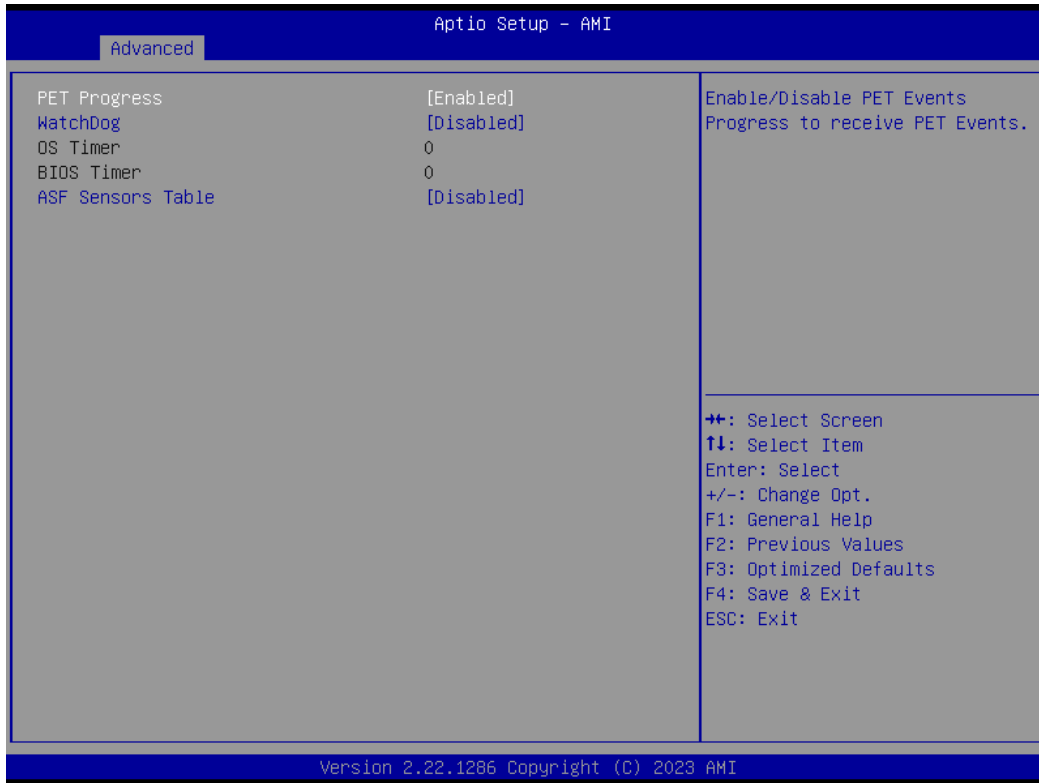 Aptio Setup – AMI
Advanced
PET Progress [Enabled]
WatchDog [Disabled]
OS Timer 0
BIOS Timer 0
ASF Sensors Table [Disabled]
Enable/Disable PET Events
Progress to receive PET Events.
→←: Select Screen
↑↓: Select Item
Enter: Select
+/-: Change Opt.
F1: General Help
F2: Previous Values
F3: Optimized Defaults
F4: Save & Exit
ESC: Exit
Version 2.22.1286 Copyright (C) 2023 AMI